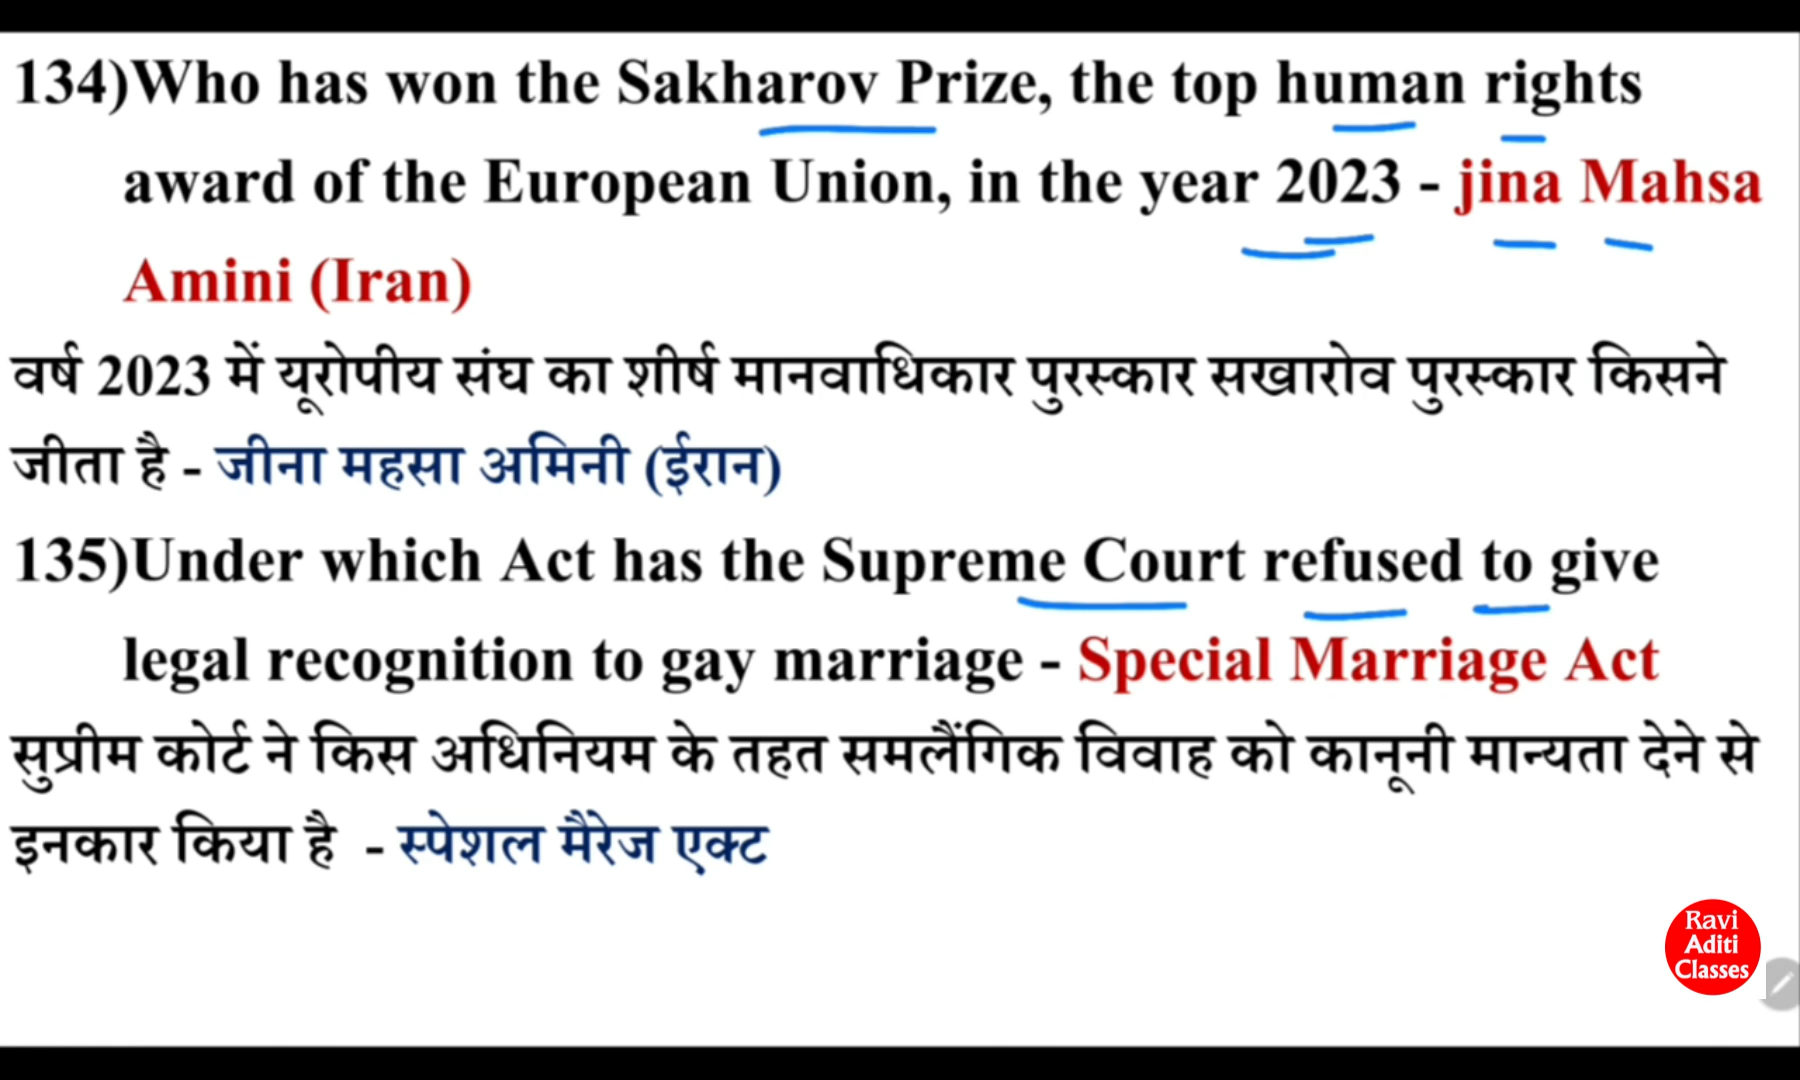 134)Who has won the Sakharov Prize, the top human rights
award of the European Union, in the year 2023 - jina Mahsa
Amini (Iran)
वर्ष 2023 में यूरोपीय संघ का शीर्ष मानवाधिकार पुरस्कार सखारोव पुरस्कार किसने
जीता है - जीना महसा अमिनी (ईरान)
135)Under which Act has the Supreme Court refused to give
legal recognition to gay marriage - Special Marriage Act
सुप्रीम कोर्ट ने किस अधिनियम के तहत समलैंगिक विवाह को कानूनी मान्यता देने से
इनकार किया है - स्पेशल मैरेज एक्ट
Ravi
Aditi
Classes